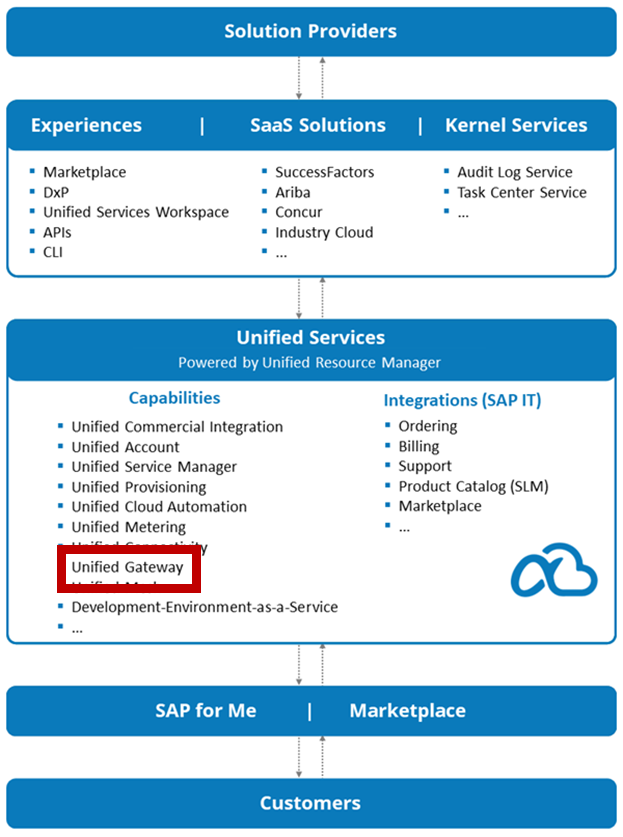 Solution Providers
Experiences | SaaS Solutions | Kernel Services
Marketplace
DxP
Unified Services Workspace
APIs
CLI
SuccessFactors
Ariba
Concur
Industry Cloud
...
Audit Log Service
Task Center Service
...
Unified Services
Powered by Unified Resource Manager
Capabilities
Unified Commercial Integration
Unified Account
Unified Service Manager
Unified Provisioning
Unified Cloud Automation
Unified Metering
Unified Connectivity
Unified Gateway
Unified
Development-Environment-as-a-Service
...
Integrations (SAP IT)
Ordering
Billing
Support
Product Catalog (SLM)
Marketplace
...
SAP for Me | Marketplace
Customers